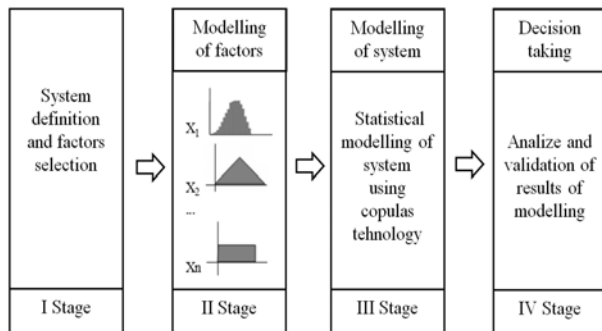 System
definition
and factors
selection
I Stage
Modelling
of factors
X1
X2
...
Xn
II Stage
Modelling
of system
Statistical
modelling of
system
using
copulas
tehnology
III Stage
Decision
taking
Analize and
validation of
results of
modelling
IV Stage